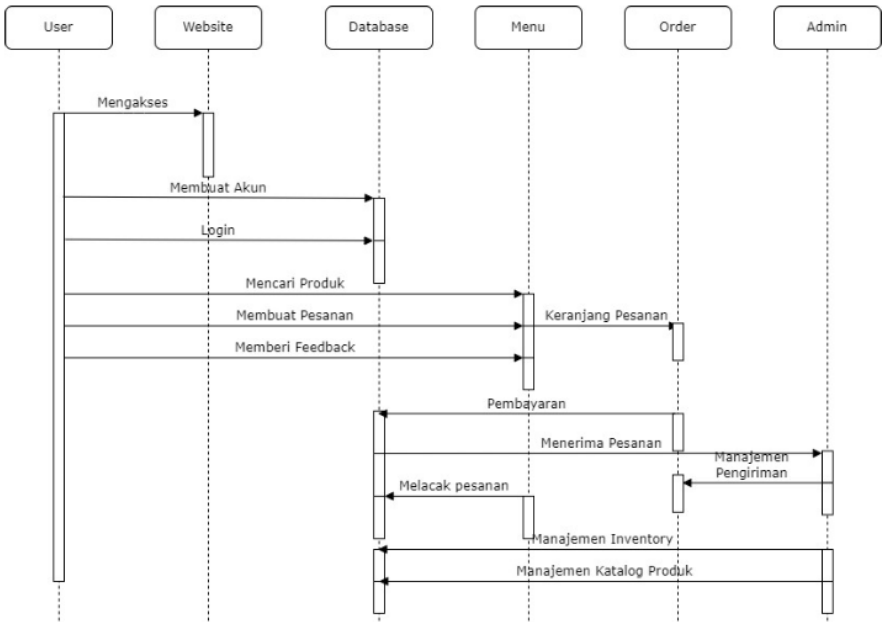 User
Website
Database
Menu
Order
Admin
Mengakses
Membuat Akun
Login
Mencari Produk
Membuat Pesanan
Keranjang Pesanan
Memberi Feedback
Pembayaran
Menerima Pesanan
Manajemen
Pengiriman
Melacak pesanan
Manajemen Inventory
Manajemen Katalog Produk